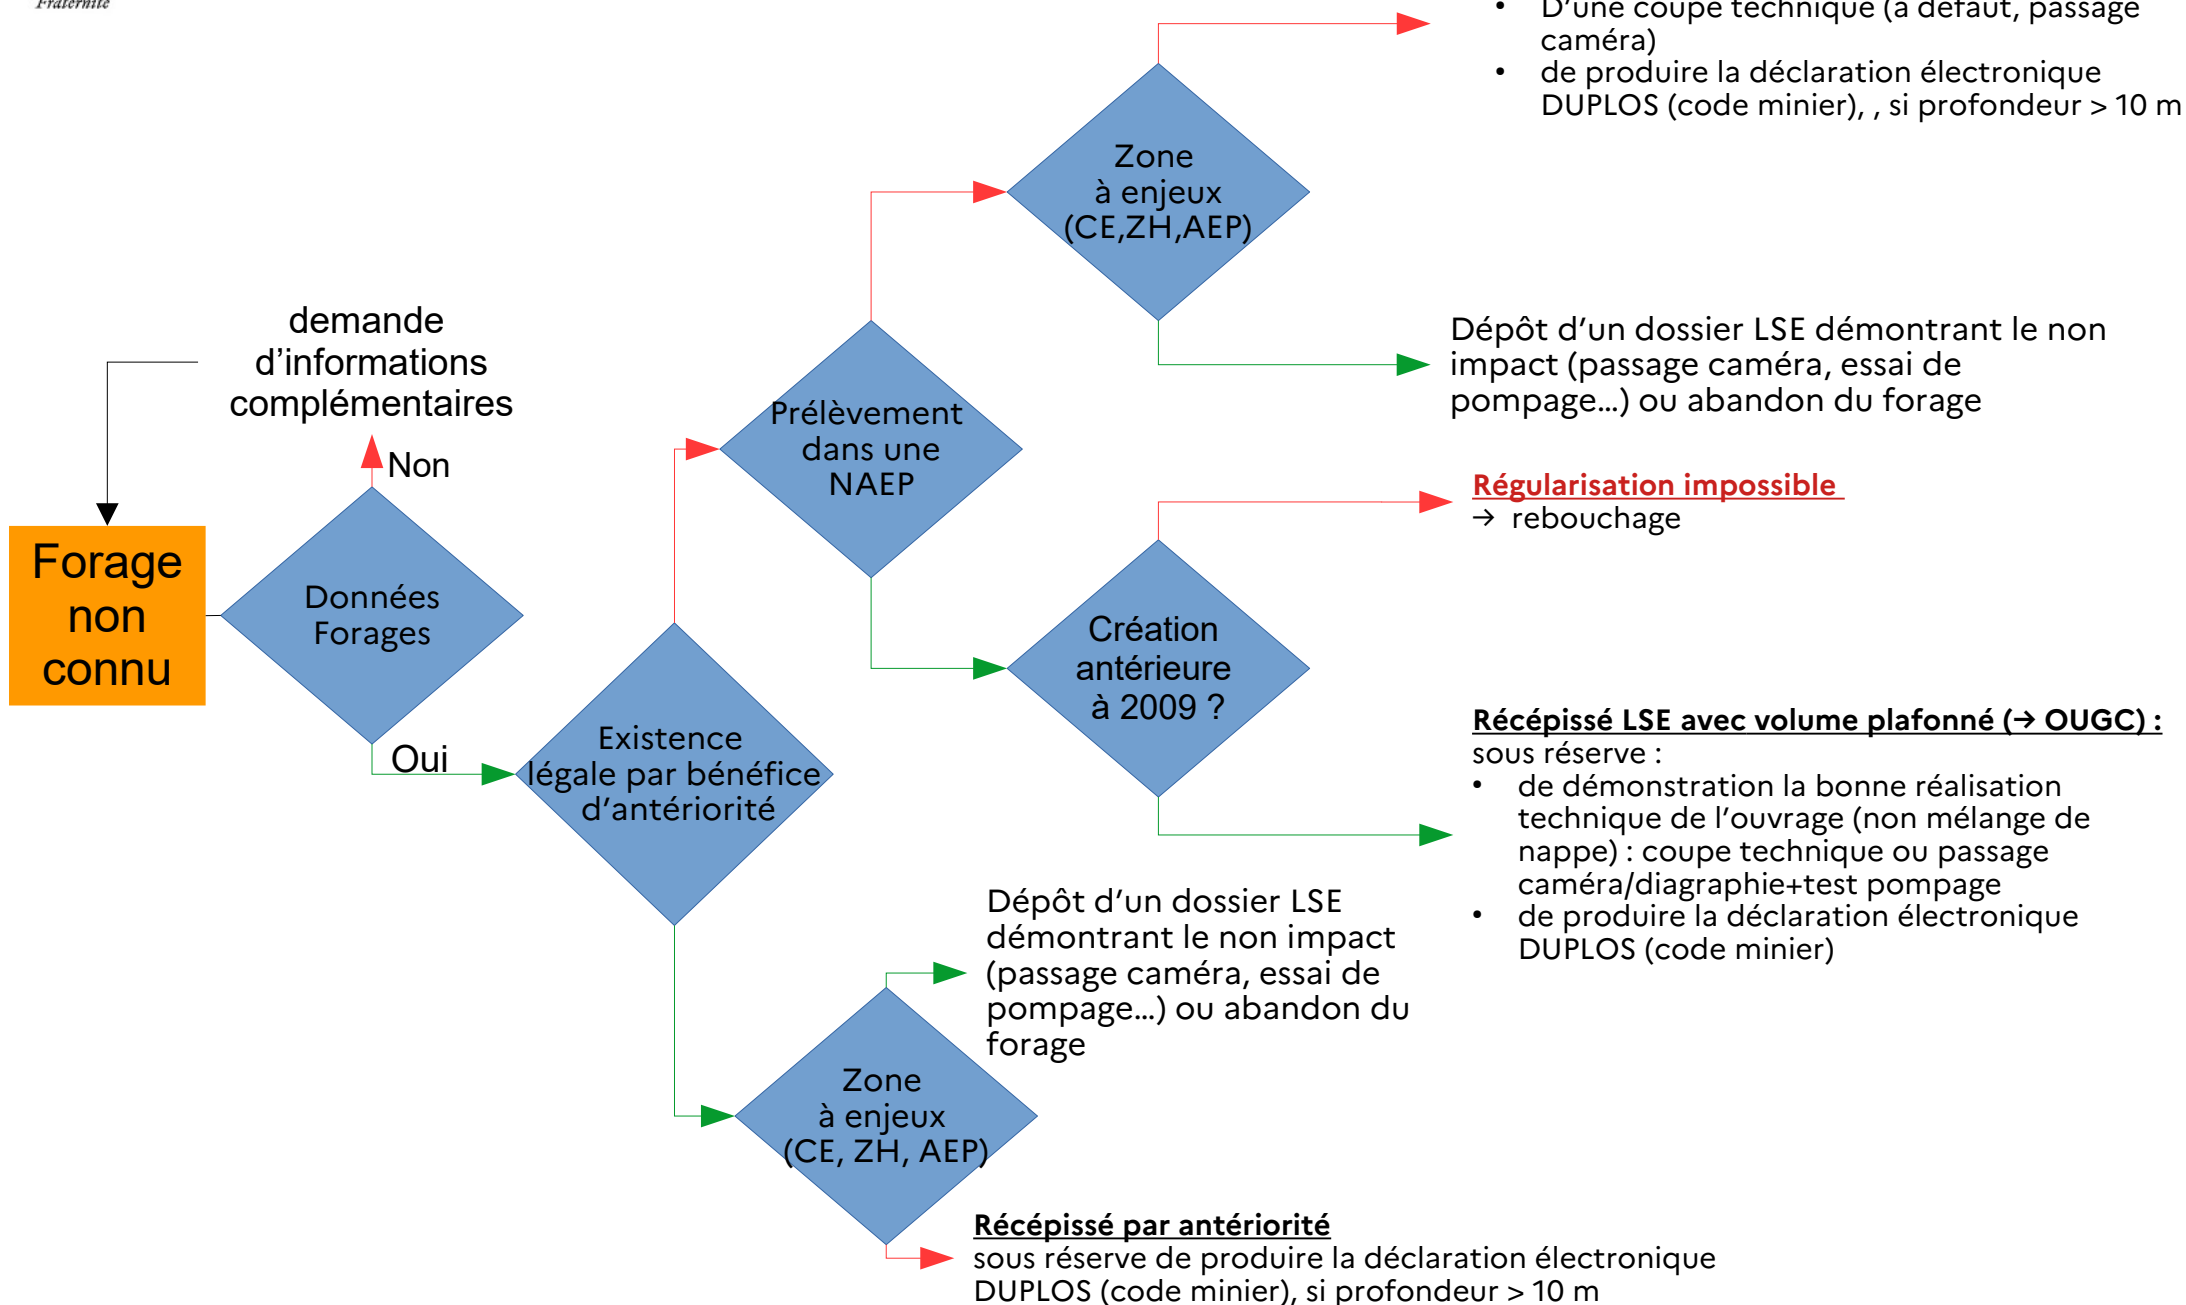 Fraternité
• D’une coupe technique (à défaut, passage
caméra)
• de produire la déclaration électronique
DUPLOS (code minier), , si profondeur > 10 m
Zone
à enjeux
(CE,ZH,AEP)
demande
d’informations
complémentaires
Dépôt d’un dossier LSE démontrant le non
impact (passage caméra, essai de
pompage...) ou abandon du forage
Prélèvement
dans une
NAEP
Non
Régularisation impossible
→ rebouchage
Forage
non
connu
Données
Forages
Création
antérieure
à 2009 ?
Existence
légale par bénéfice
d’antériorité
Oui
Récépissé LSE avec volume plafonné (→ OUGC) :
sous réserve :
• de démonstration la bonne réalisation
technique de l’ouvrage (non mélange de
nappe) : coupe technique ou passage
caméra/diagraphie+test pompage
• de produire la déclaration électronique
DUPLOS (code minier)
Dépôt d’un dossier LSE
démontrant le non impact
(passage caméra, essai de
pompage...) ou abandon du
forage
Zone
à enjeux
(CE, ZH, AEP)
Récépissé par antériorité
sous réserve de produire la déclaration électronique
DUPLOS (code minier), si profondeur > 10 m